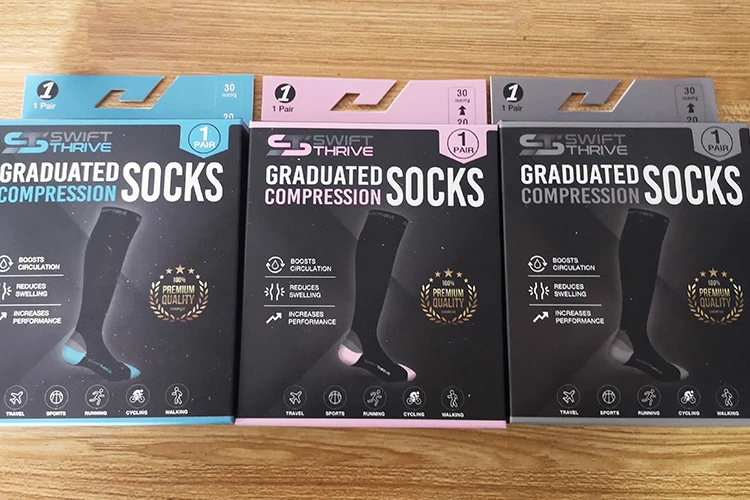 1
1 Pair
30
mmHg
20
SWIFT
THRIVE
1
PAIR
GRADUATED
COMPRESSION
SOCKS
BOOSTS
CIRCULATION
REDUCES
SWELLING
INCREASES
PERFORMANCE
100%
PREMIUM
QUALITY
TRAVEL
SPORTS
RUNNING
CYCLING
WALKING
1
1 Pair
30
mmHg
20
SWIFT
THRIVE
1
PAIR
GRADUATED
COMPRESSION
SOCKS
BOOSTS
CIRCULATION
REDUCES
SWELLING
INCREASES
PERFORMANCE
100%
PREMIUM
QUALITY
TRAVEL
SPORTS
RUNNING
CYCLING
WALKING
1
1 Pair
30
mmHg
20
SWIFT
THRIVE
1
PAIR
GRADUATED
COMPRESSION
SOCKS
BOOSTS
CIRCULATION
REDUCES
SWELLING
INCREASES
PERFORMANCE
100%
PREMIUM
QUALITY
TRAVEL
SPORTS
RUNNING
CYCLING
WALKING